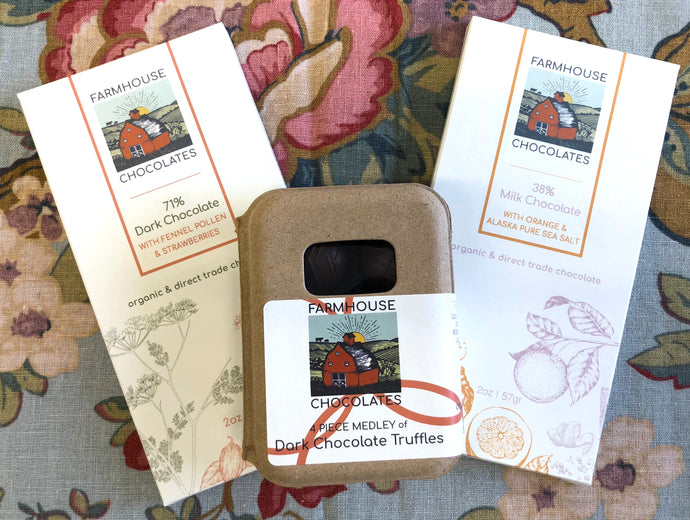 FARMHOUSE
CHOCOLATES
71%
Dark Chocolate
WITH FENNEL POLLEN
& STRAWBERRIES
organic & direct trade
2oz
FARMHOUSE
CHOCOLATES
4 PIECE MEDLEY of
Dark Chocolate Truffles
FARMHOUSE
CHOCOLATES
38%
Milk Chocolate
WITH ORANGE &
ALASKA PURE SEA SALT
organic & direct trade chocolate
2oz | 57gr